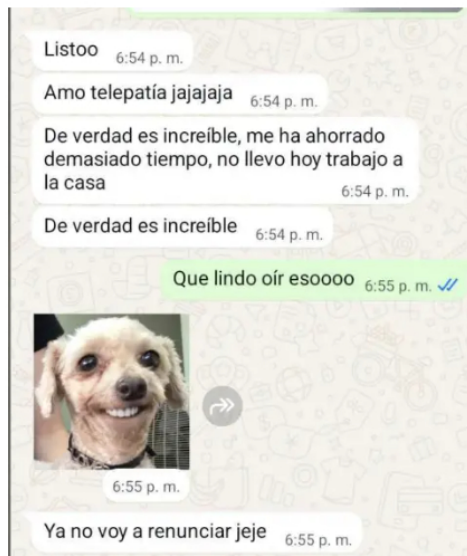 Listoo 6:54 p. m.
Amo telepatía jajajaja 6:54 p. m.
De verdad es increíble, me ha ahorrado
demasiado tiempo, no llevo hoy trabajo a
la casa
6:54 p. m.
De verdad es increíble 6:54 p. m.
Que lindo oír esoooo 6:55 p. m.
6:55 p. m.
Ya no voy a renunciar jeje 6:55 p. m.